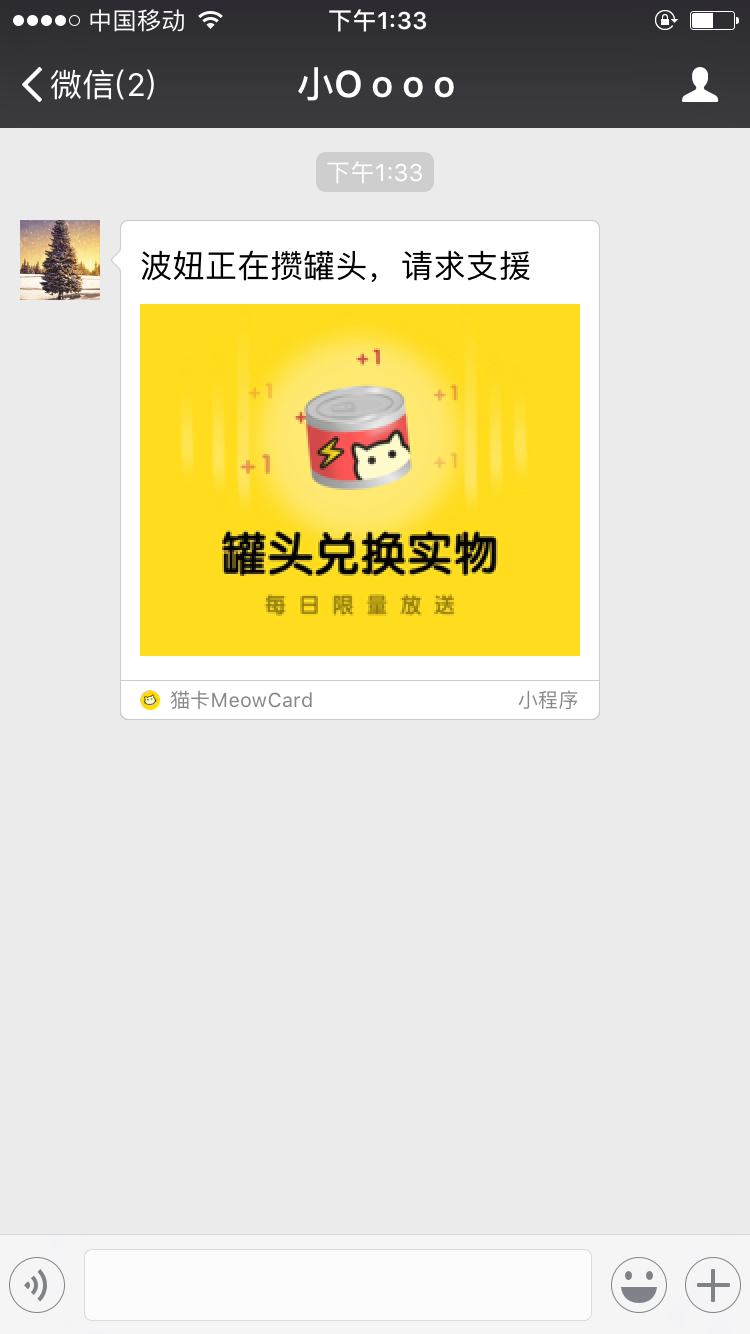 中国移动
下午1:33
微信(2)
小O o o o
下午1:33
波妞正在攒罐头，请求支援
+1
+1
+1
+
+1
+1
罐头兑换实物
每日限量放送
猫卡MeowCard
小程序